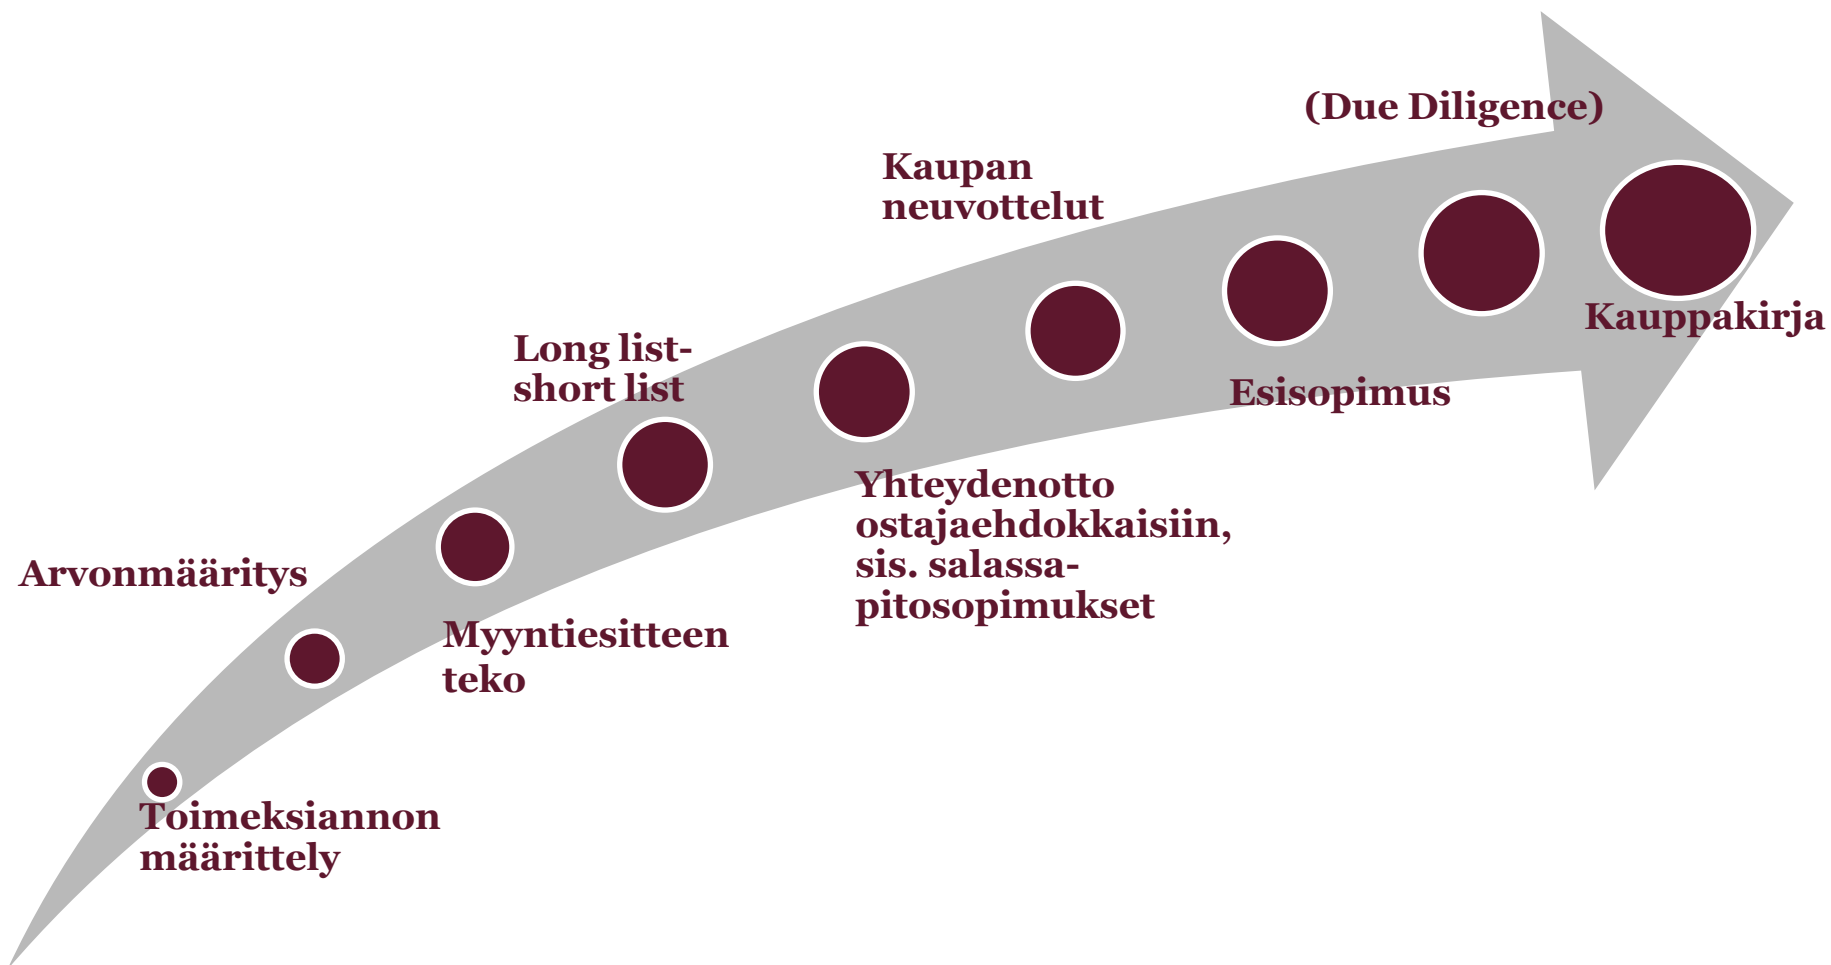 (Due Diligence)
Kaupan
neuvottelut
Kauppakirja
Long list-
short list
Esisopimus
Yhteydenotto
ostajaehdokkaisiin,
sis. salassa-
pitosopimukset
Arvonmääritys
Myyntiesitteen
teko
Toimeksiannon
määrittely